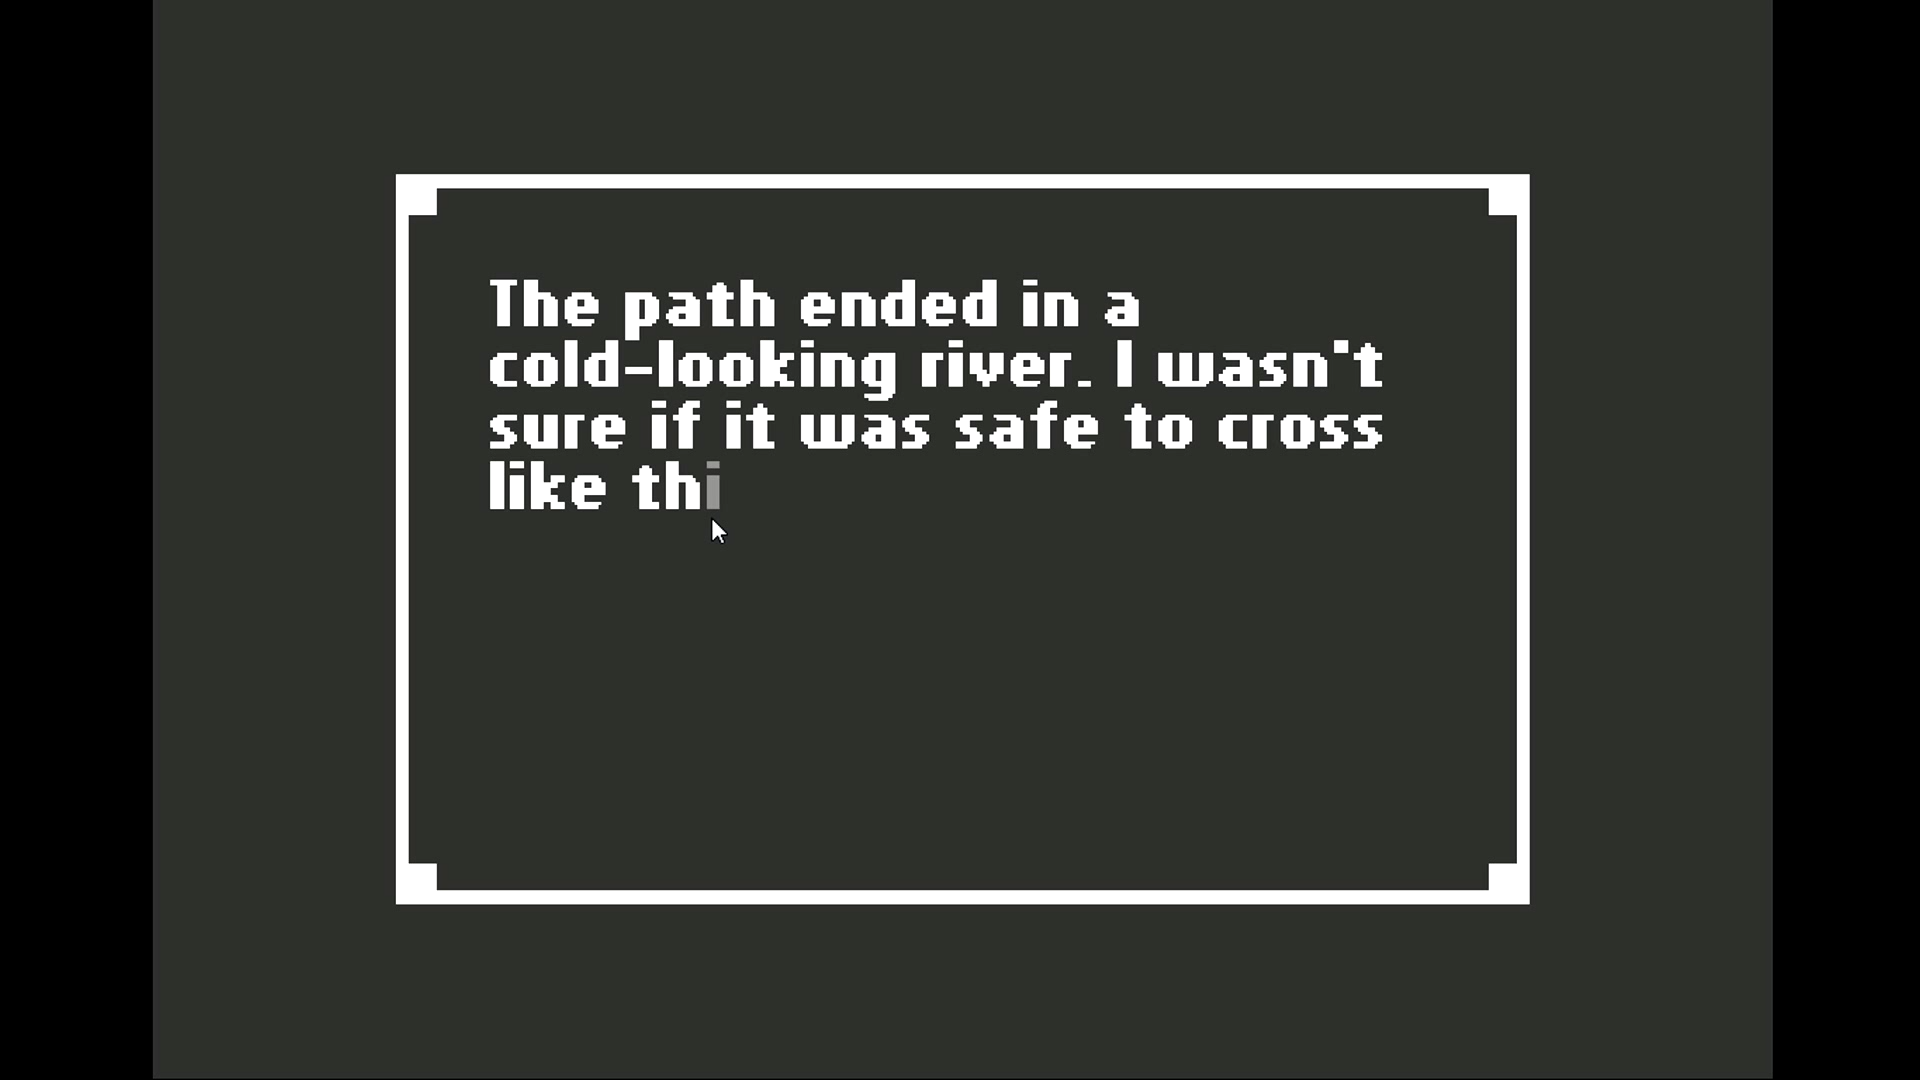 The path ended in a
cold-looking river. I wasn't
sure if it was safe to cross
like thi